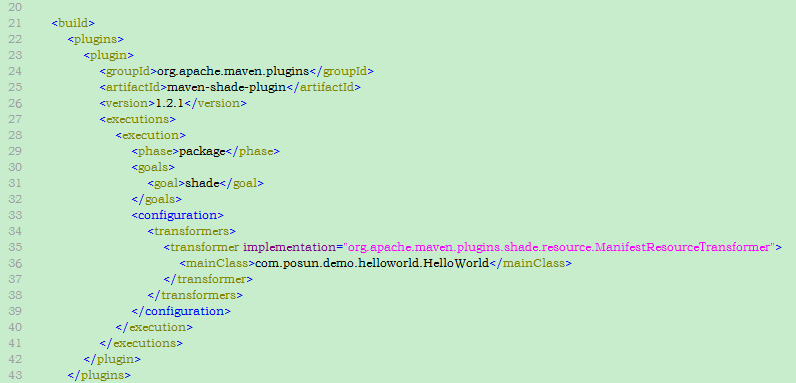 20
21 <build>
22 <plugins>
23 <plugin>
24 <groupId>org.apache.maven.plugins</groupId>
25 <artifactId>maven-shade-plugin</artifactId>
26 <version>1.2.1</version>
27 <executions>
28 <execution>
29 <phase>package</phase>
30 <goals>
31 <goal>shade</goal>
32 </goals>
33 <configuration>
34 <transformers>
35 <transformer implementation="org.apache.maven.plugins.shade.resource.ManifestResourceTransformer">
36 <mainClass>com.posun.demo.helloworld.HelloWorld</mainClass>
37 </transformer>
38 </transformers>
39 </configuration>
40 </execution>
41 </executions>
42 </plugin>
43 </plugins>